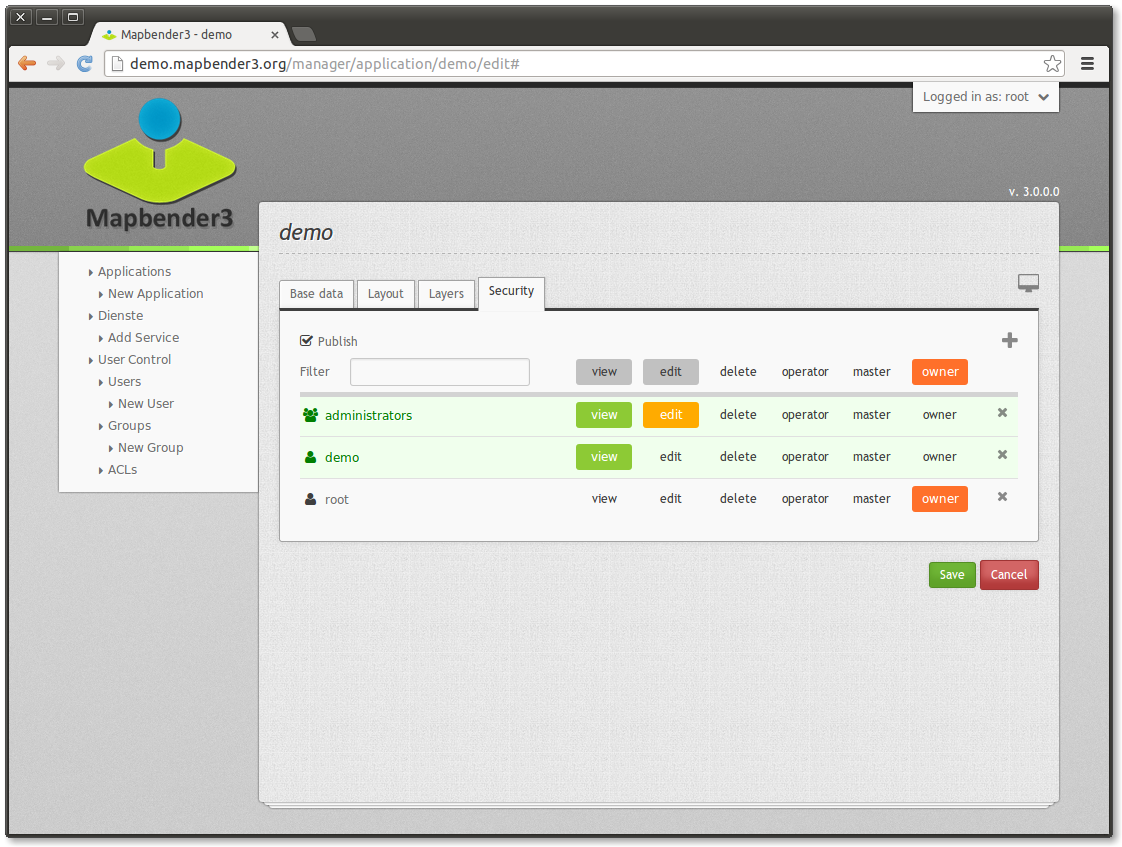 Mapbender3 - demo
demo.mapbender3.org/manager/application/demo/edit#
Logged in as: root
Mapbender3
v. 3.0.0.0
demo
Applications
New Application
Dienste
Add Service
User Control
Users
New User
Groups
New Group
ACLs
Base data Layout Layers Security
Publish
Filter view edit delete operator master owner
administrators view edit delete operator master owner
demo view edit delete operator master owner
root view edit delete operator master owner
Save Cancel